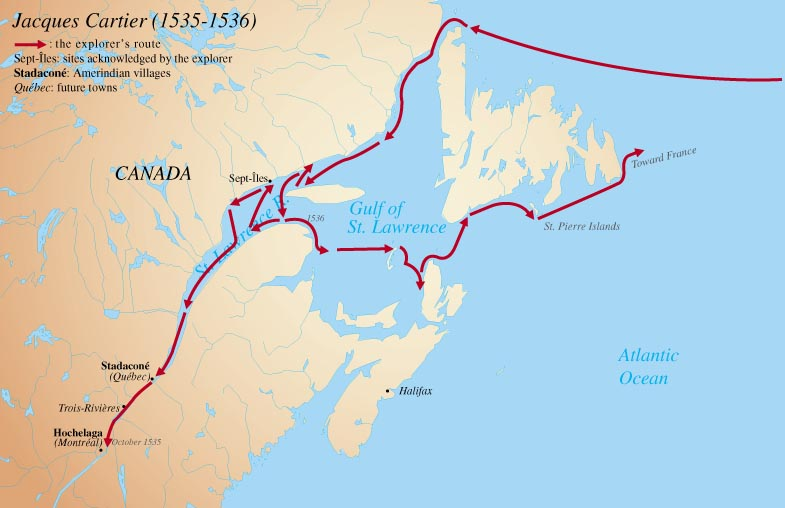 Jacques Cartier (1535-1536)
: the explorer's route
Sept-Îles: sites acknowledged by the explorer
Stadaconé: Amerindian villages
Québec: future towns
CANADA
Sept-Îles
St. Lawrence R.
1536
Gulf of
St. Lawrence
Toward France
St. Pierre Islands
Atlantic
Ocean
Stadaconé
(Québec)
Halifax
Trois-Rivières
Hochelaga
(Montréal)
October 1535